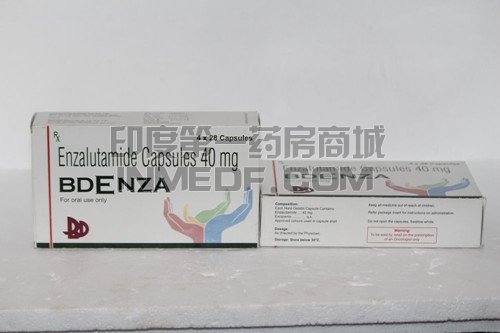 Rx
4 x 28 Capsules
Enzalutamide Capsules 40 mg
BDENZA
For oral use only
BD
印度第一药房商城
INMEDF.COM
Enzalutamide Capsules 40 mg
BDENZA
Composition:
Each Hard Gelatin Capsule Contains
Enzalutamide ... 40 mg
Excipients
Approved colours used in capsule shell
Dosage:
As directed by the Physician.
Storage: Store below 30°C.
Keep all medicine out of reach of children.
Refer package insert for instructions on administration.
Do not open the capsules. Swallow whole.
Warning:
To be sold by retail on the prescription
of an Oncologist only